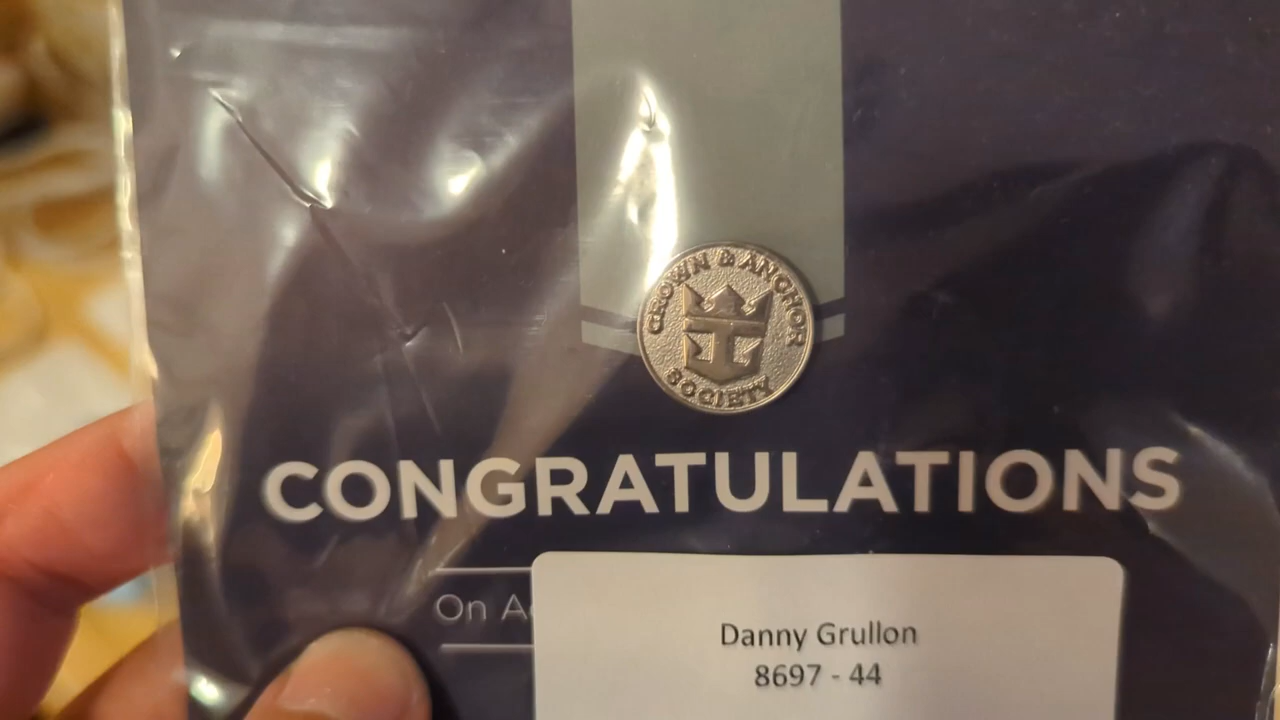 CROWN & ANCHOR
SOCIETY
CONGRATULATIONS
On A
Danny Grullon
8697 - 44